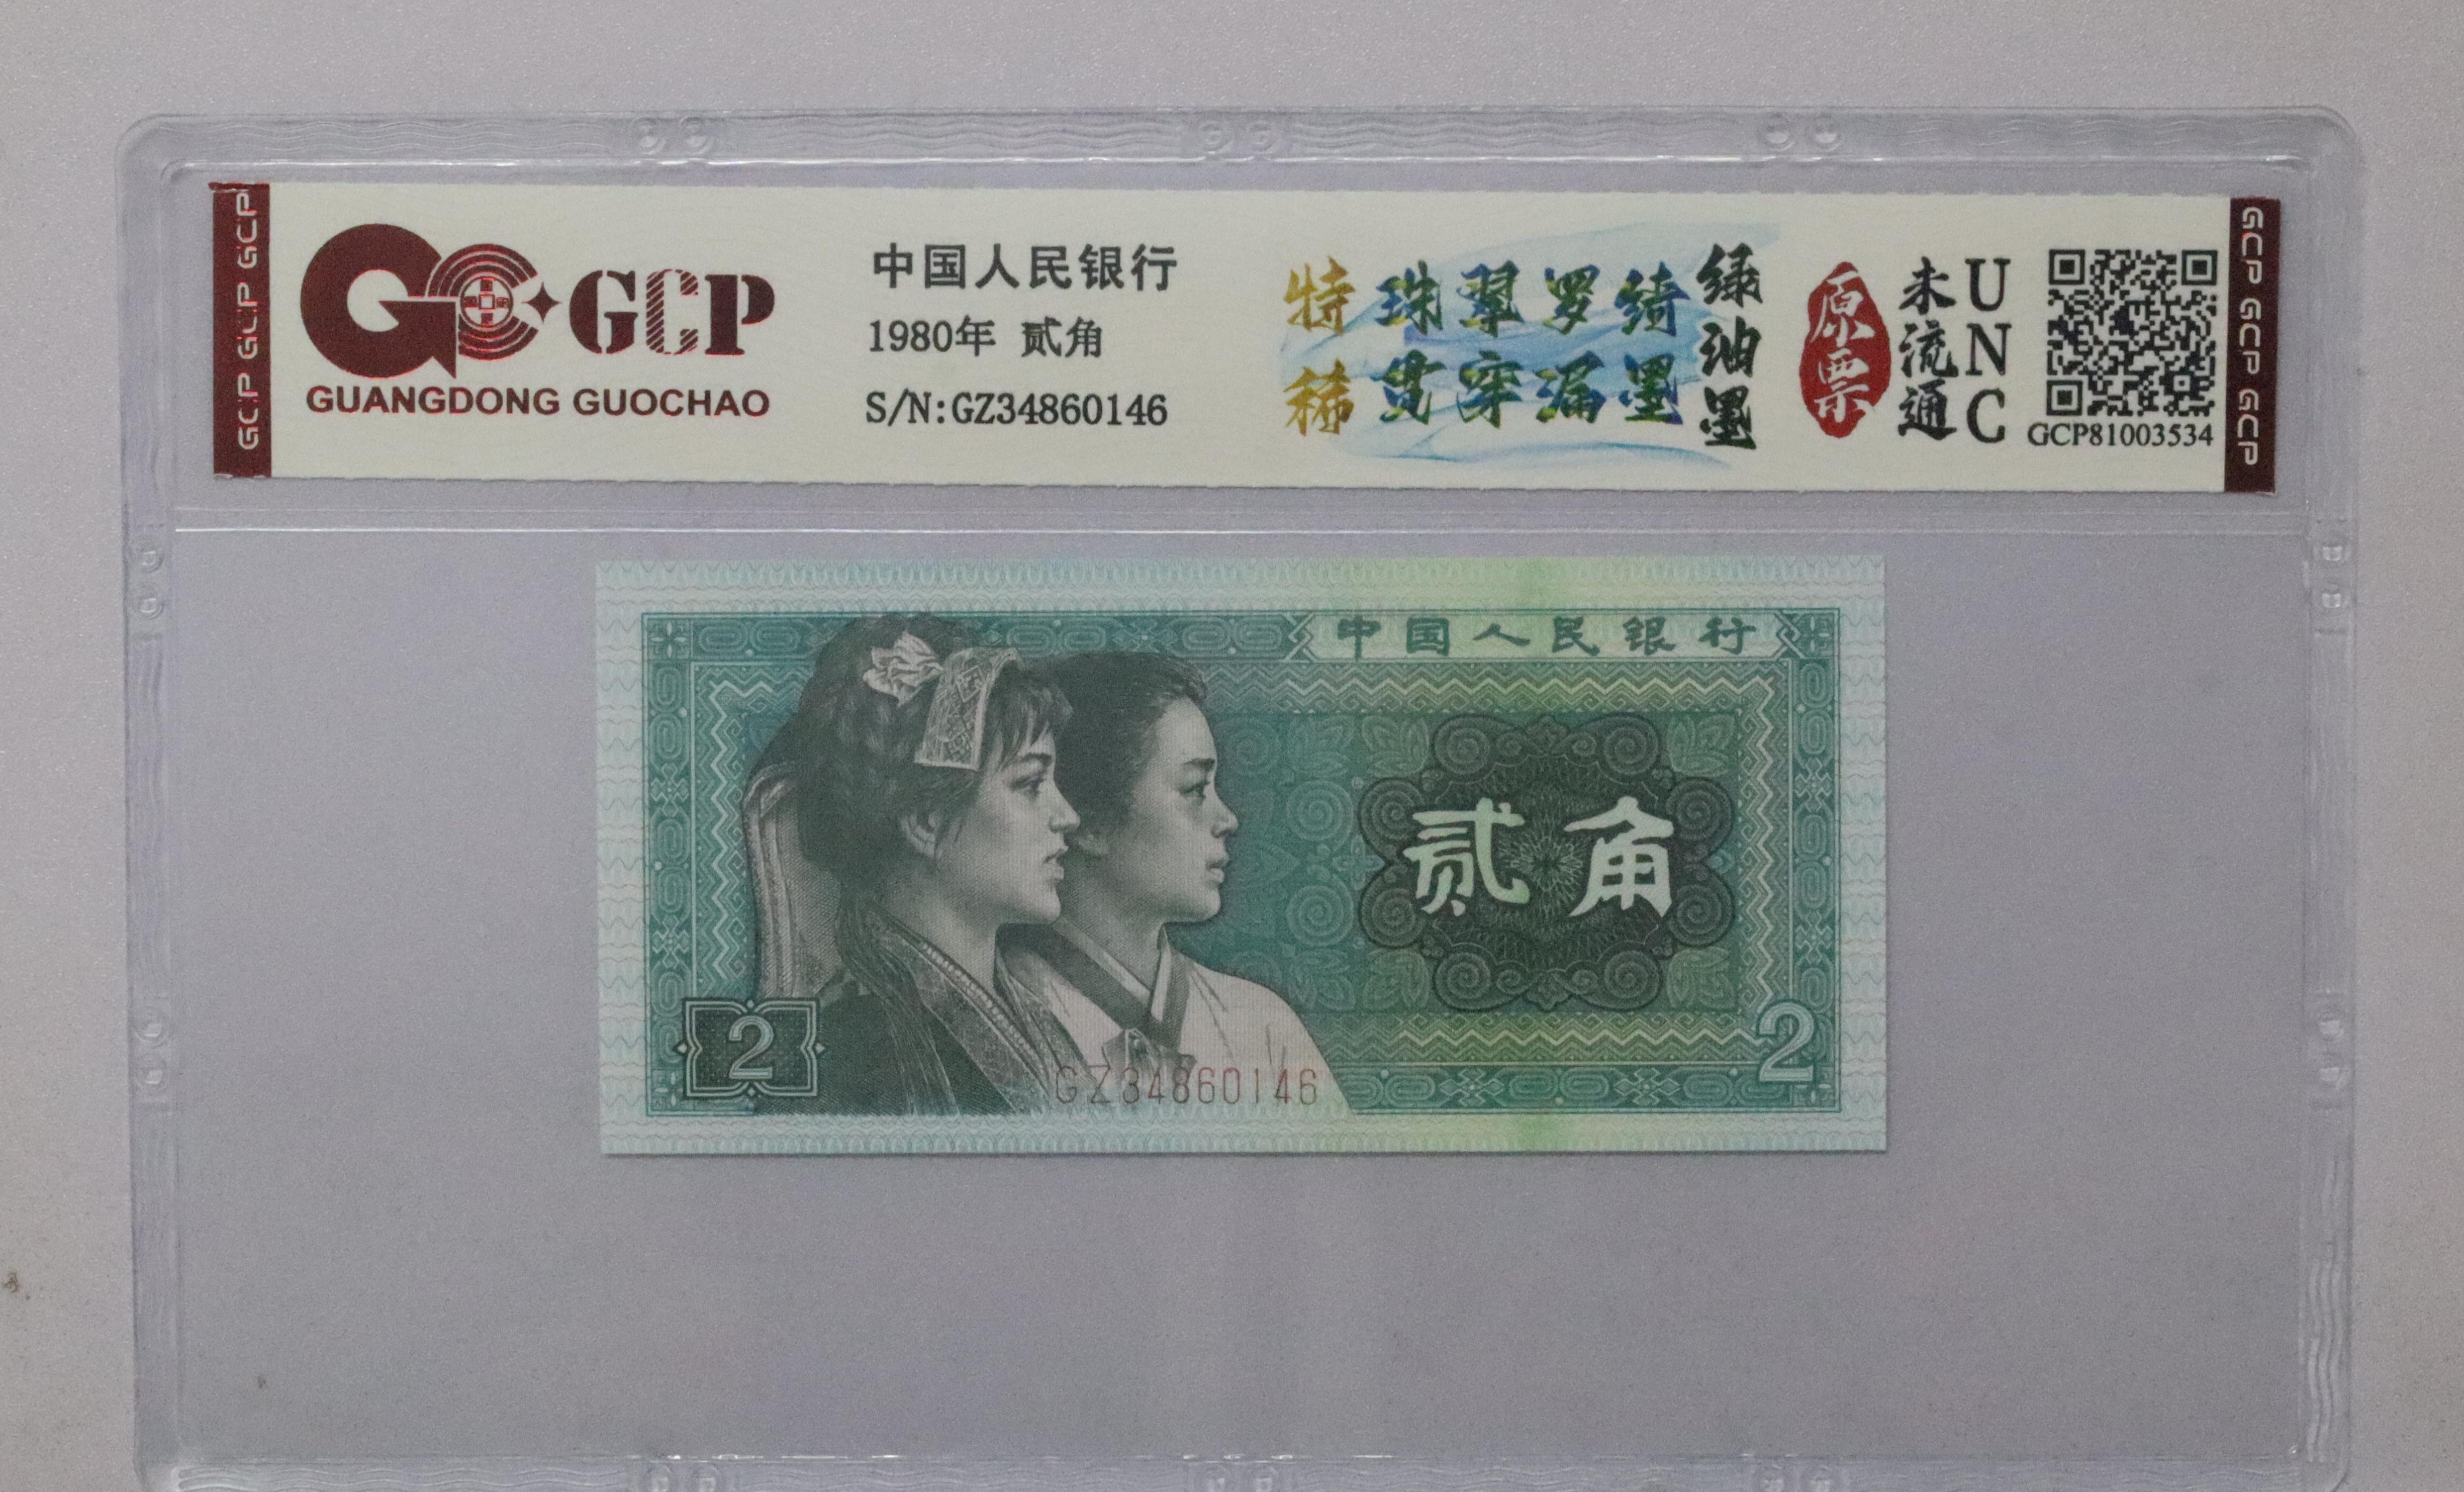 GCP GCP GCP
GCP
GUANGDONG GUOCHAO
中国人民银行
1980年 贰角
S/N:GZ34860146
特稀
珠翠罗绮
贯穿漏墨
绿油墨
原票
未流通
UNC
GCP81003534
GCP GCP GCP
中国人民银行
贰角
2
GZ34860146
2